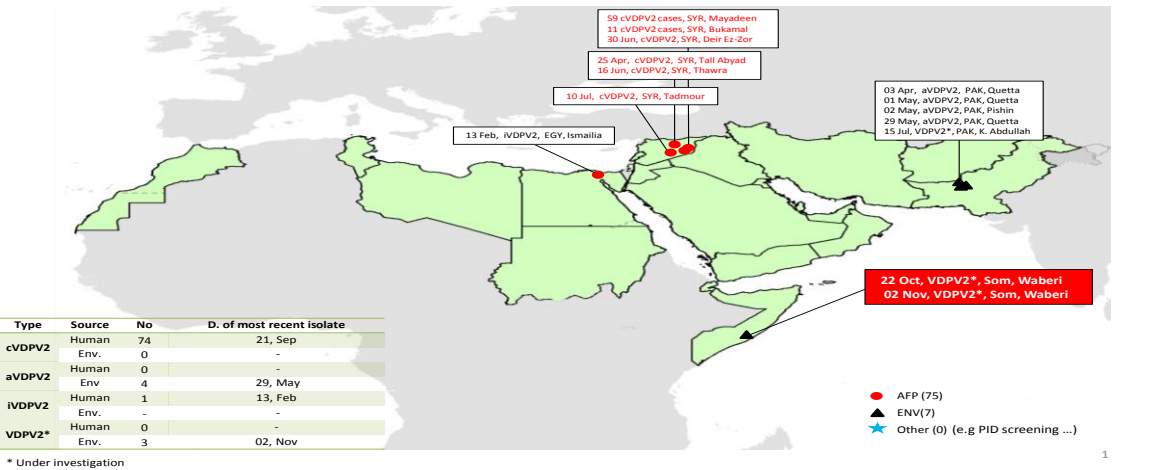 59 cVDPV2 cases, SYR, Mayadeen
11 cVDPV2 cases, SYR, Bukamal
30 Jun, cVDPV2, SYR, Deir Ez-Zor
25 Apr, cVDPV2, SYR, Tall Abyad
16 Jun, cVDPV2, SYR, Thawra
10 Jul, cVDPV2, SYR, Tadmour
13 Feb, iVDPV2, EGY, Ismailia
03 Apr, aVDPV2, PAK, Quetta
01 May, aVDPV2, PAK, Quetta
02 May, aVDPV2, PAK, Pishin
29 May, aVDPV2, PAK, Quetta
15 Jul, VDPV2*, PAK, K. Abdullah
22 Oct, VDPV2*, Som, Waberi
02 Nov, VDPV2*, Som, Waberi
Type Source No D. of most recent isolate
cVDPV2 Human 74 21, Sep
Env. 0 -
aVDPV2 Human 0 -
Env 4 29, May
iVDPV2 Human 1 13, Feb
Env. - -
VDPV2* Human 0 -
Env. 3 02, Nov
* Under investigation
AFP (75)
ENV(7)
Other (0) (e.g PID screening ...)
1